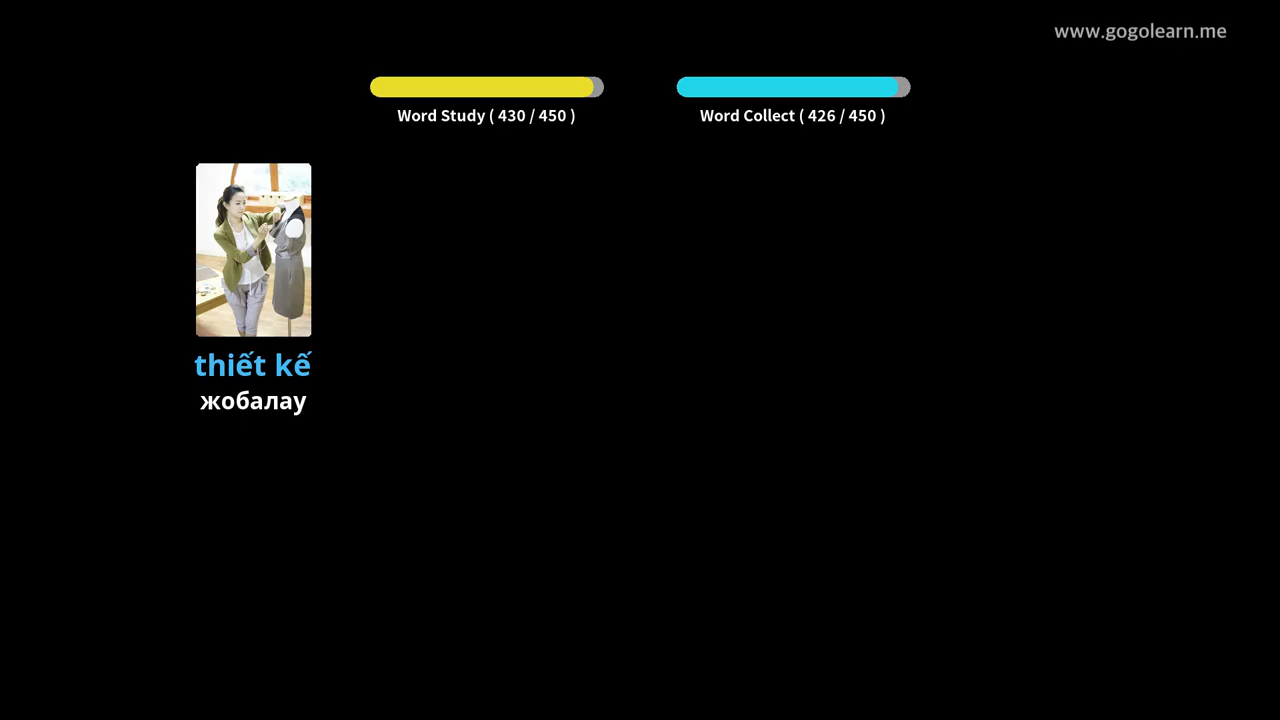 www.gogolearn.me
Word Study ( 430 / 450 )
Word Collect ( 426 / 450 )
thiết kế
жобалау